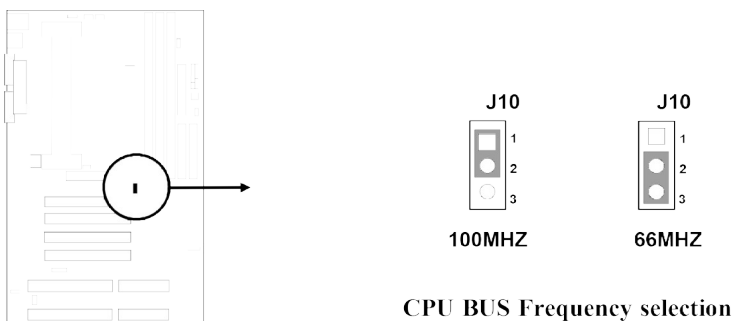 J10
1
2
3
100MHZ
J10
1
2
3
66MHZ
CPU BUS Frequency selection